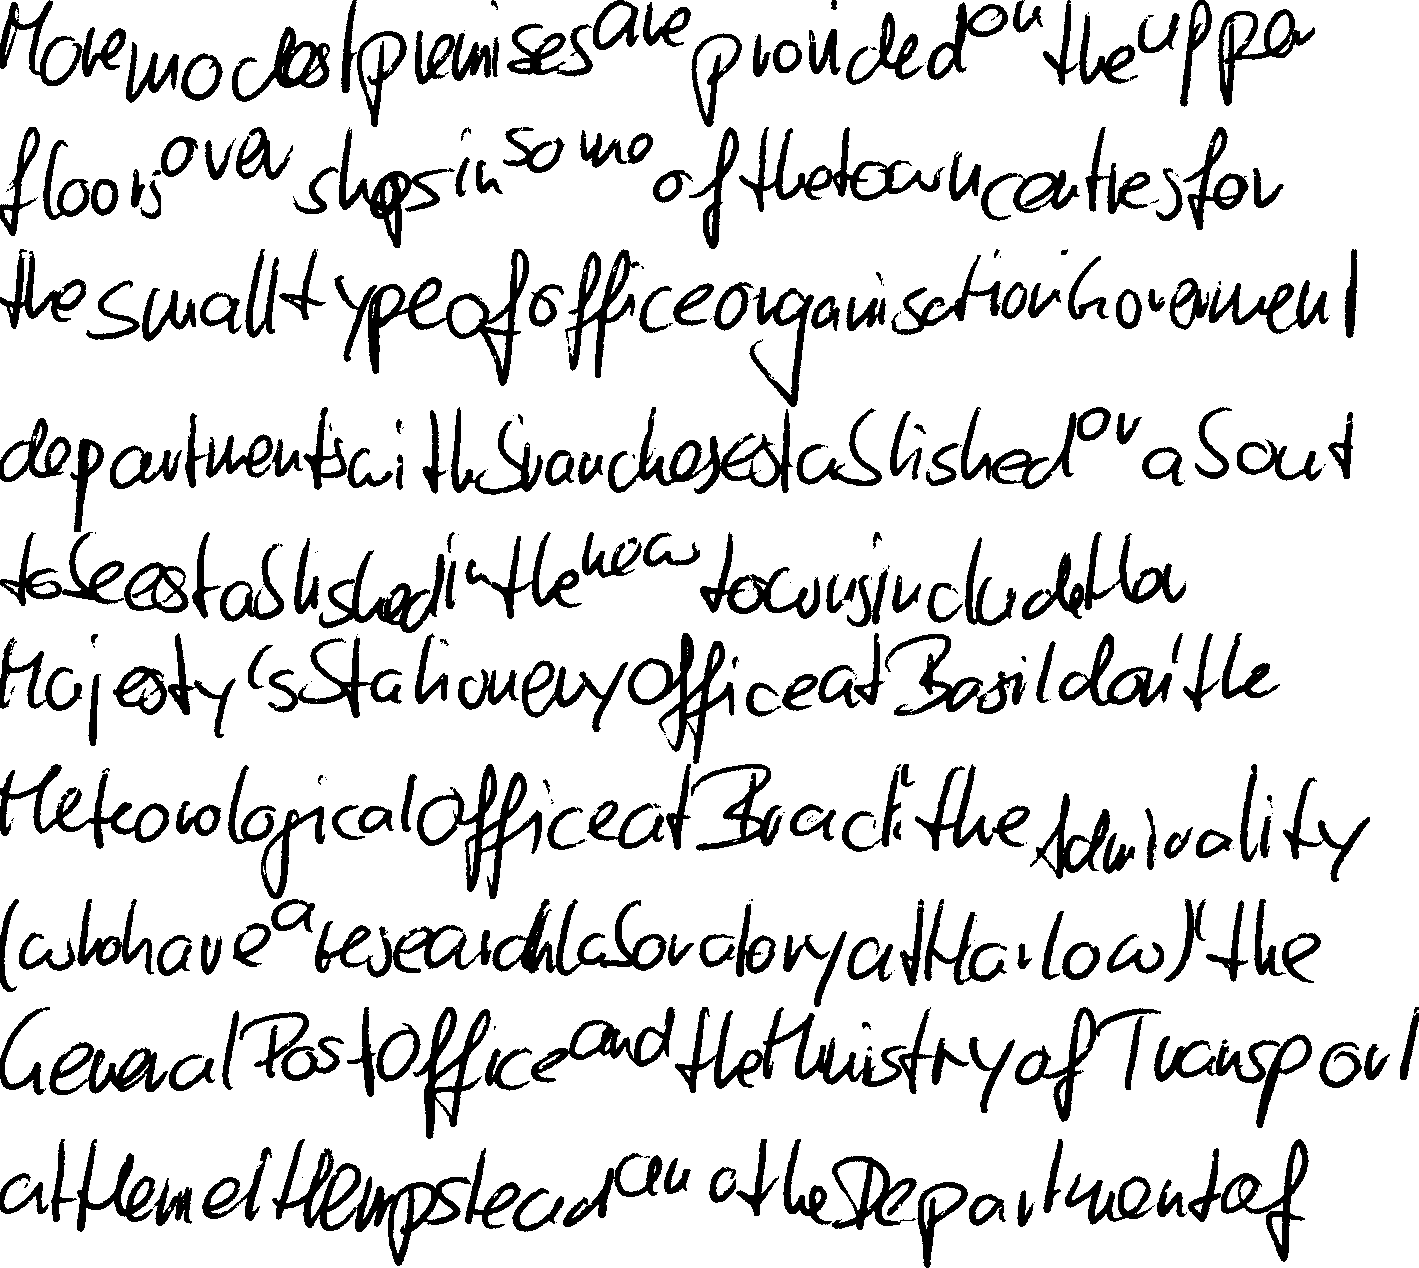 More modest premises are provided on the upper
floors over shops in some of the town centres for
the small type of office organisation Government
departments with branches established or about
to be established in the new towns include Her
Majesty's Stationery Office at Basildon' the
Meteorological Office at Brack' the Admirality
(who have a research laboratory at Harlow)' the
General Post Office and the Ministry of Transport
at Hemel Hempstead and the Department of